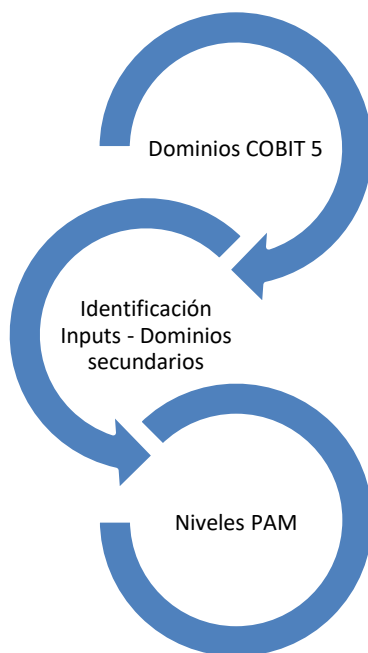 Dominios COBIT 5
Identificación
Inputs - Dominios
secundarios
Niveles PAM